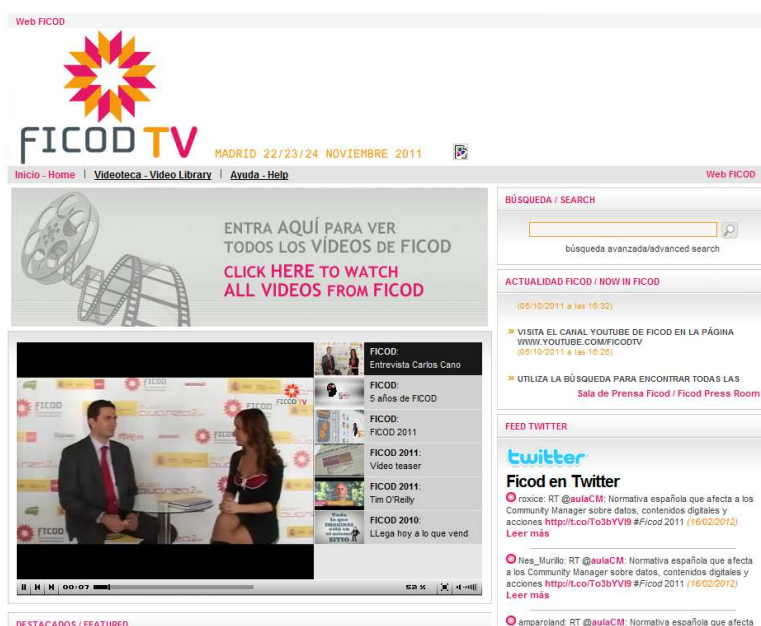 Web FICOD
FICOD TV
MADRID 22/23/24 NOVIEMBRE 2011
Inicio - Home | Videoteca - Video Library | Ayuda - Help
Web FICOD
ENTRA AQUÍ PARA VER
TODOS LOS VÍDEOS DE FICOD
CLICK HERE TO WATCH
ALL VIDEOS FROM FICOD
FICOD:
Entrevista Carlos Cano
FICOD:
5 años de FICOD
FICOD:
FICOD 2011
FICOD 2011:
Vídeo teaser
FICOD 2011:
Tim O'Reilly
FICOD 2010:
LLega hoy a lo que vend
FICOD
FICOD
FICOD TV
FICOD
FICOD
00:07
52 %
DESTACADOS / FEATURED
BÚSQUEDA / SEARCH
búsqueda avanzada/advanced search
ACTUALIDAD FICOD / NOW IN FICOD
(05/10/2011 a las 16:32)
» VISITA EL CANAL YOUTUBE DE FICOD EN LA PÁGINA
WWW.YOUTUBE.COM/FICODTV
(05/10/2011 a las 16:26)
» UTILIZA LA BÚSQUEDA PARA ENCONTRAR TODAS LAS
Sala de Prensa Ficod / Ficod Press Room
FEED TWITTER
twitter
Ficod en Twitter
roxice: RT @aulaCM: Normativa española que afecta a los
Community Manager sobre datos, contenidos digitales y
acciones http://t.co/To3bYVI9 #Ficod 2011 (16/02/2012)
Leer más
Nes_Murillo: RT @aulaCM: Normativa española que afecta
a los Community Manager sobre datos, contenidos digitales y
acciones http://t.co/To3bYVI9 #Ficod 2011 (16/02/2012)
Leer más
amparoland: RT @aulaCM: Normativa española que afecta